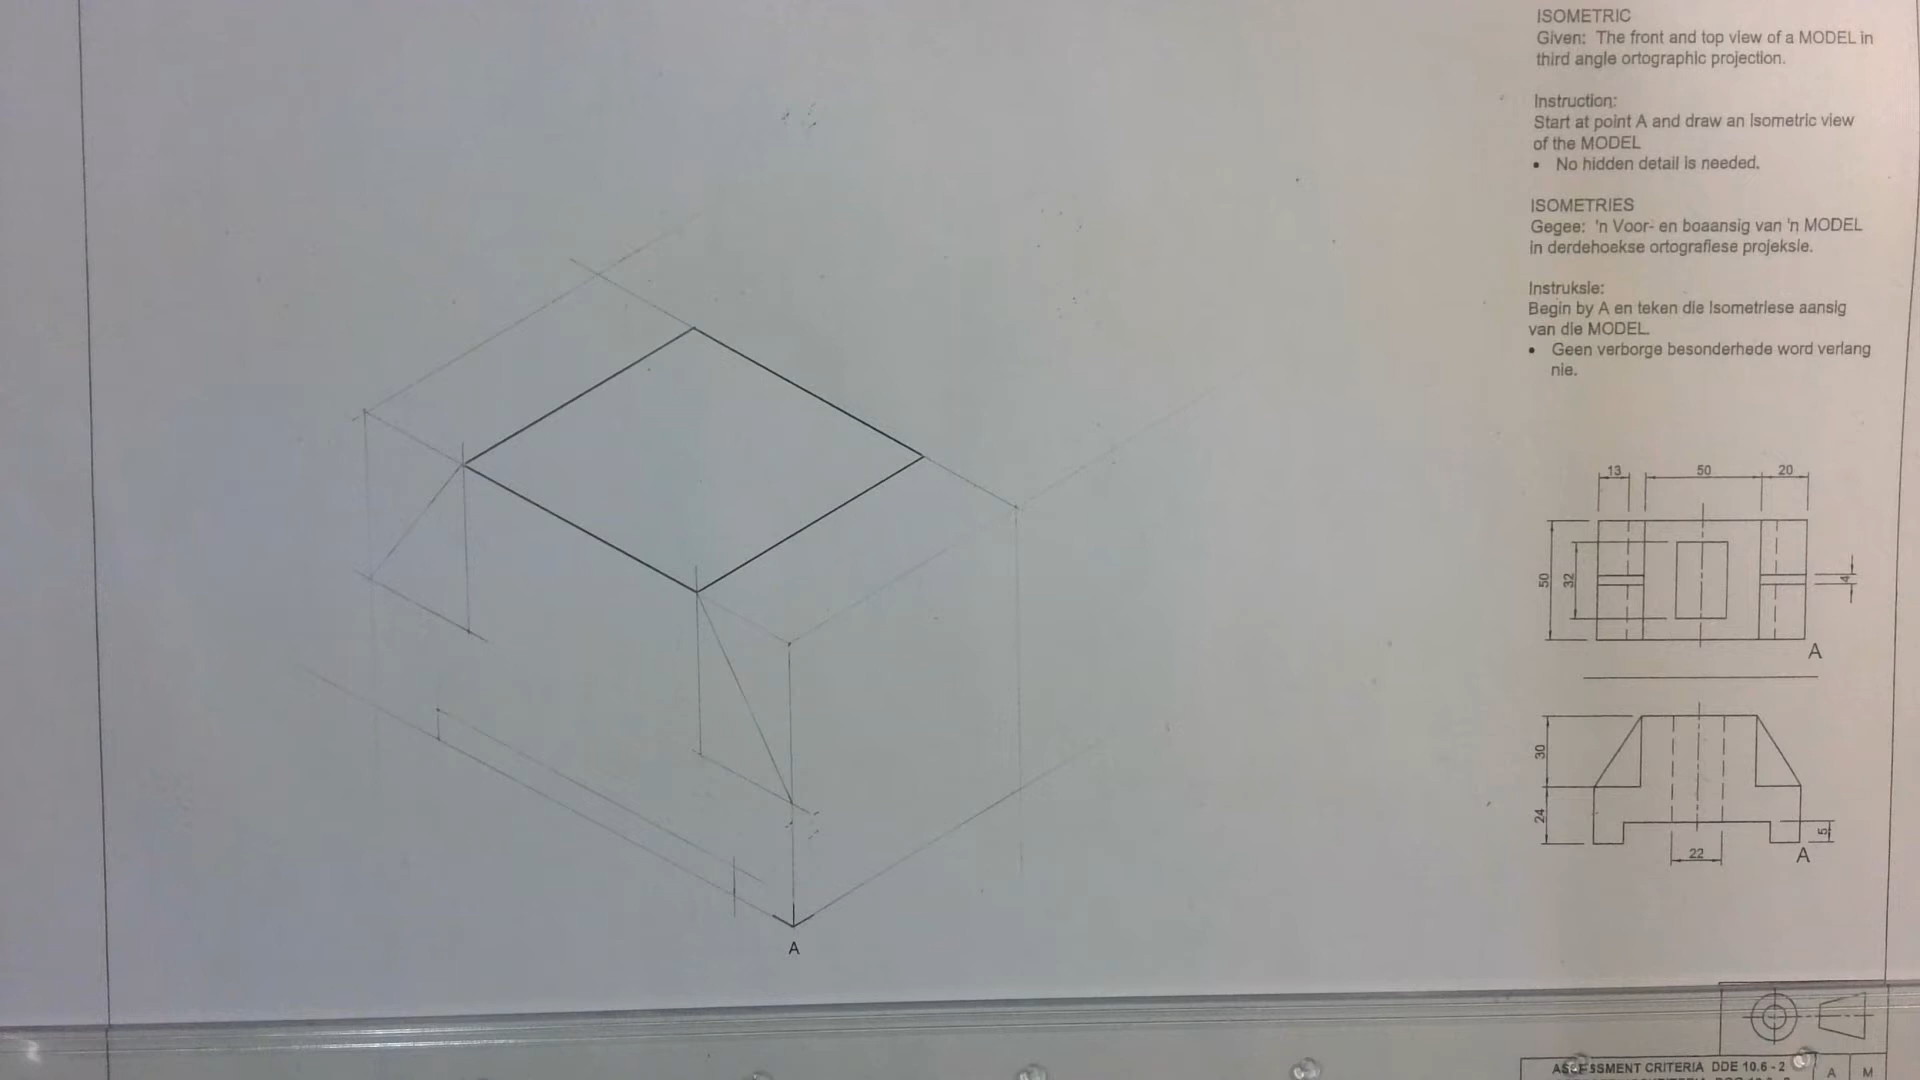 ISOMETRIC
Given: The front and top view of a MODEL in
third angle ortographic projection.
Instruction:
Start at point A and draw an Isometric view
of the MODEL
• No hidden detail is needed.
ISOMETRIES
Gegee: 'n Voor- en boaansig van 'n MODEL
in derdehoekse ortografiese projeksie.
Instruksie:
Begin by A en teken die Isometriese aansig
van die MODEL.
• Geen verborge besonderhede word verlang
nie.
13 50 20
50 32 4
A
30
24
5
22
A
A
ASSESSMENT CRITERIA DDE 10.6 - 2 A M